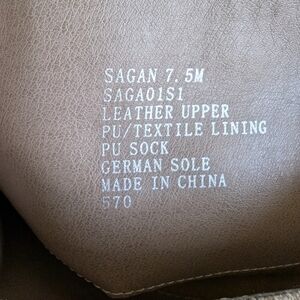 SAGAN 7.5M
SAGA01S1
LEATHER UPPER
PU/TEXTILE LINING
PU SOCK
GERMAN SOLE
MADE IN CHINA
570